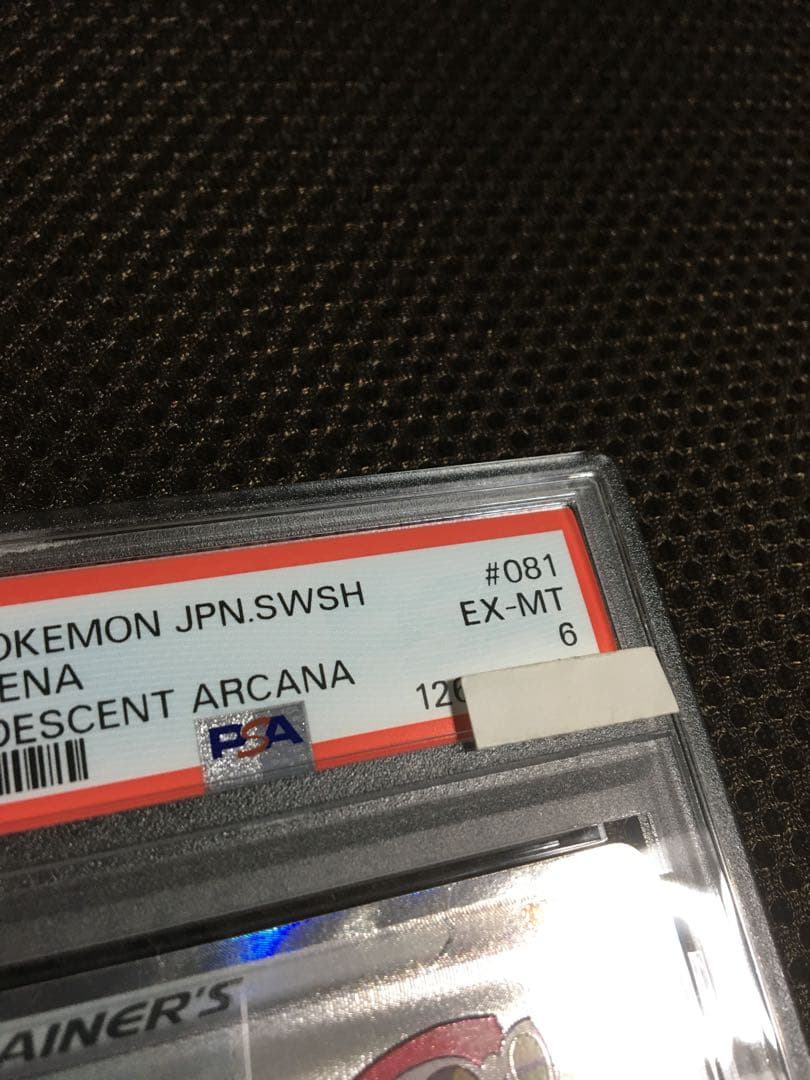 OKEMON JPN.SWSH
#081
ENA
EX-MT
DESCENT ARCANA
6
126
PSA
AINER'S